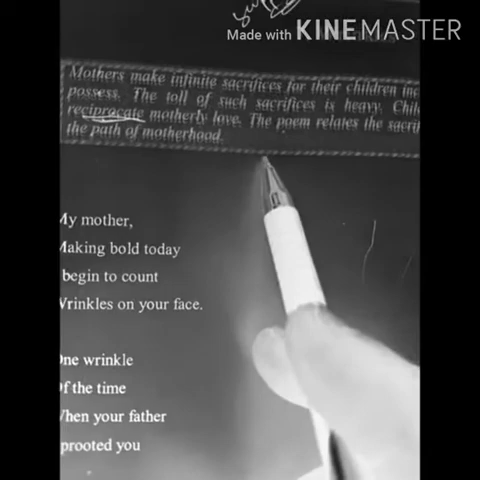 Made with KINEMASTER
Mothers make infinite sacrifices for their children
possess. The toll of such sacrifices is heavy.
reciprocate motherly love. The poem relates the
the path of motherhood.
My mother,
Making bold today
begin to count
Wrinkles on your face.
One wrinkle
Of the time
When your father
prooted you